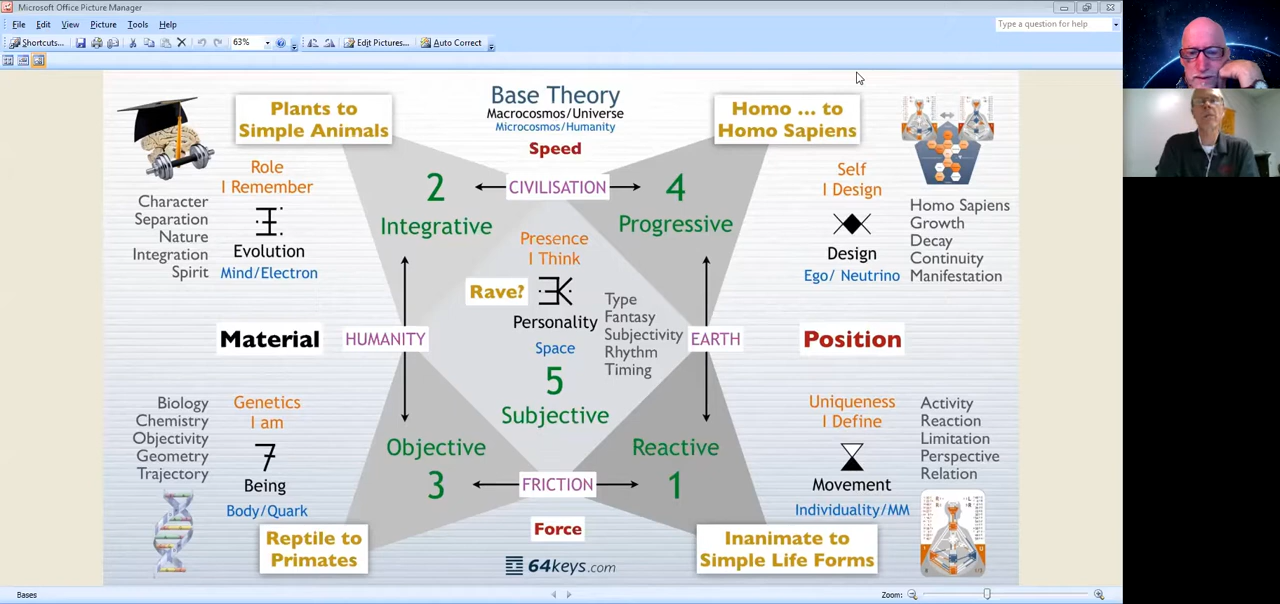 Microsoft Office Picture Manager
File Edit View Picture Tools Help
Type a question for help
Shortcuts...
63%
Edit Pictures...
Auto Correct
Base Theory
Macrocosmos/Universe
Microcosmos/Humanity
Speed
Plants to
Simple Animals
Homo ... to
Homo Sapiens
Role
I Remember
Character
Separation
Nature
Integration
Spirit
Evolution
Mind/Electron
2
Integrative
CIVILISATION
4
Progressive
Self
I Design
Design
Ego/ Neutrino
Homo Sapiens
Growth
Decay
Continuity
Manifestation
Presence
I Think
Rave?
Personality
Space
Type
Fantasy
Subjectivity
Rhythm
Timing
Material
HUMANITY
EARTH
Position
5
Subjective
Biology
Chemistry
Objectivity
Geometry
Trajectory
Genetics
I am
7
Being
Body/Quark
Objective
3
FRICTION
Reactive
1
Uniqueness
I Define
Movement
Individuality/MM
Activity
Reaction
Limitation
Perspective
Relation
Reptile to
Primates
Force
Inanimate to
Simple Life Forms
64keys.com
Bases
Zoom: